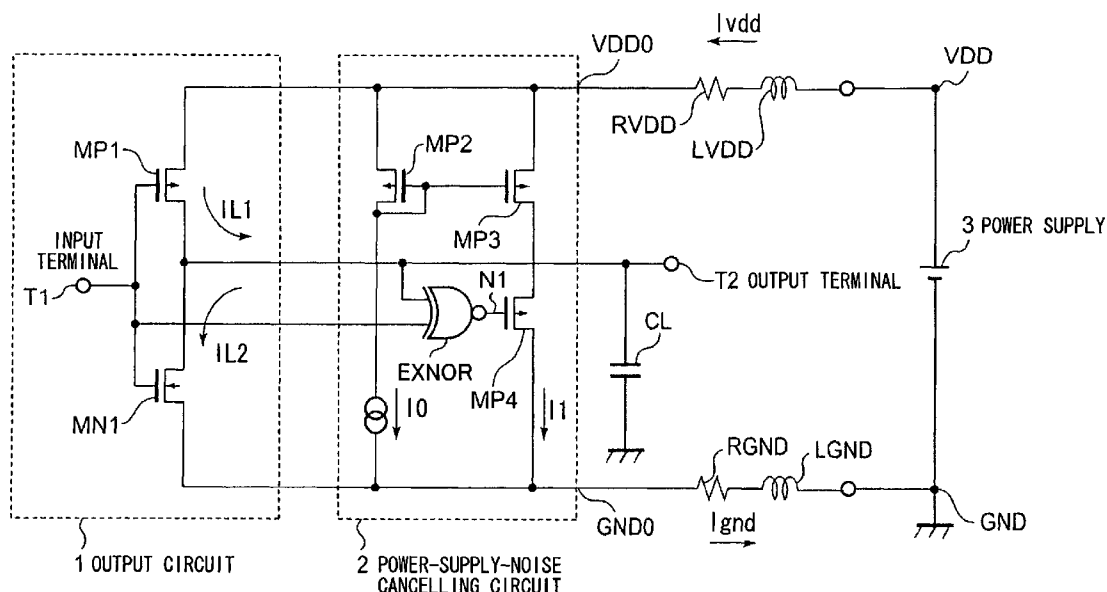 Ivdd
VDD0
VDD
RVDD
LVDD
MP1
MP2
IL1
MP3
3 POWER SUPPLY
INPUT
TERMINAL
T1
N1
T2 OUTPUT TERMINAL
IL2
EXNOR
CL
MP4
MN1
I0
I1
RGND
LGND
GND0
Ignd
GND
1 OUTPUT CIRCUIT
2 POWER-SUPPLY-NOISE
CANCELLING CIRCUIT